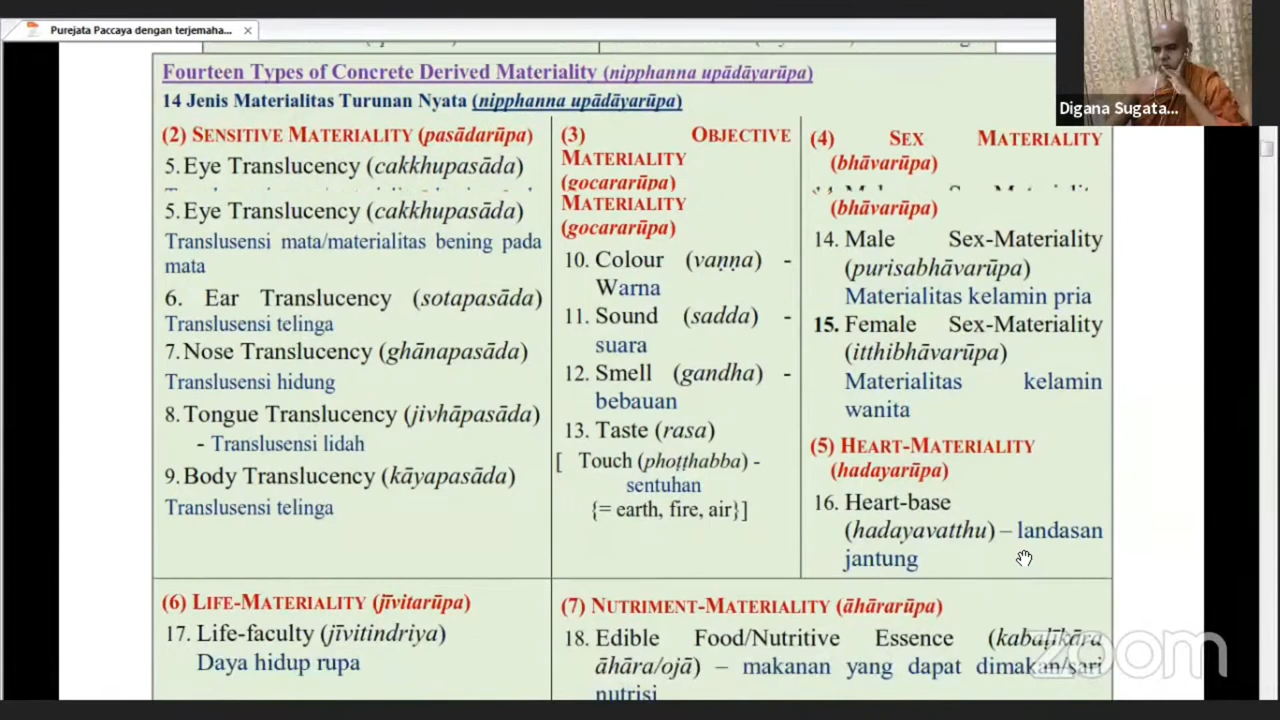 Purejata Paccaya dengan terjemaha...
Fourteen Types of Concrete Derived Materiality (nipphanna upādāyarūpa)
14 Jenis Materialitas Turunan Nyata (nipphanna upādāyarūpa)
(2) SENSITIVE MATERIALITY (pasādarūpa)
5. Eye Translucency (cakkhupasāda)
5. Eye Translucency (cakkhupasāda)
Translusensi mata/materialitas bening pada
mata
6. Ear Translucency (sotapasāda)
Translusensi telinga
7. Nose Translucency (ghānapasāda)
Translusensi hidung
8. Tongue Translucency (jivhāpasāda)
- Translusensi lidah
9. Body Translucency (kāyapasāda)
Translusensi telinga
(3) OBJECTIVE
MATERIALITY
(gocararūpa)
MATERIALITY
(gocararūpa)
10. Colour (vaṇṇa) -
Warna
11. Sound (sadda) -
suara
12. Smell (gandha) -
bebauan
13. Taste (rasa)
[ Touch (phoṭṭhabba) -
sentuhan
{= earth, fire, air}]
(4) SEX MATERIALITY
(bhāvarūpa)
(bhāvarūpa)
14. Male Sex-Materiality
(purisabhāvarūpa)
Materialitas kelamin pria
15. Female Sex-Materiality
(itthibhāvarūpa)
Materialitas kelamin
wanita
(5) HEART-MATERIALITY
(hadayarūpa)
16. Heart-base
(hadayavatthu) – landasan
jantung
(6) LIFE-MATERIALITY (jīvitarūpa)
17. Life-faculty (jīvitindriya)
Daya hidup rupa
(7) NUTRIMENT-MATERIALITY (āhārarūpa)
18. Edible Food/Nutritive Essence (kabaḷīkāra
āhāra/ojā) – makanan yang dapat dimakan/sari
nutrisi
Digana Sugata...
zoom